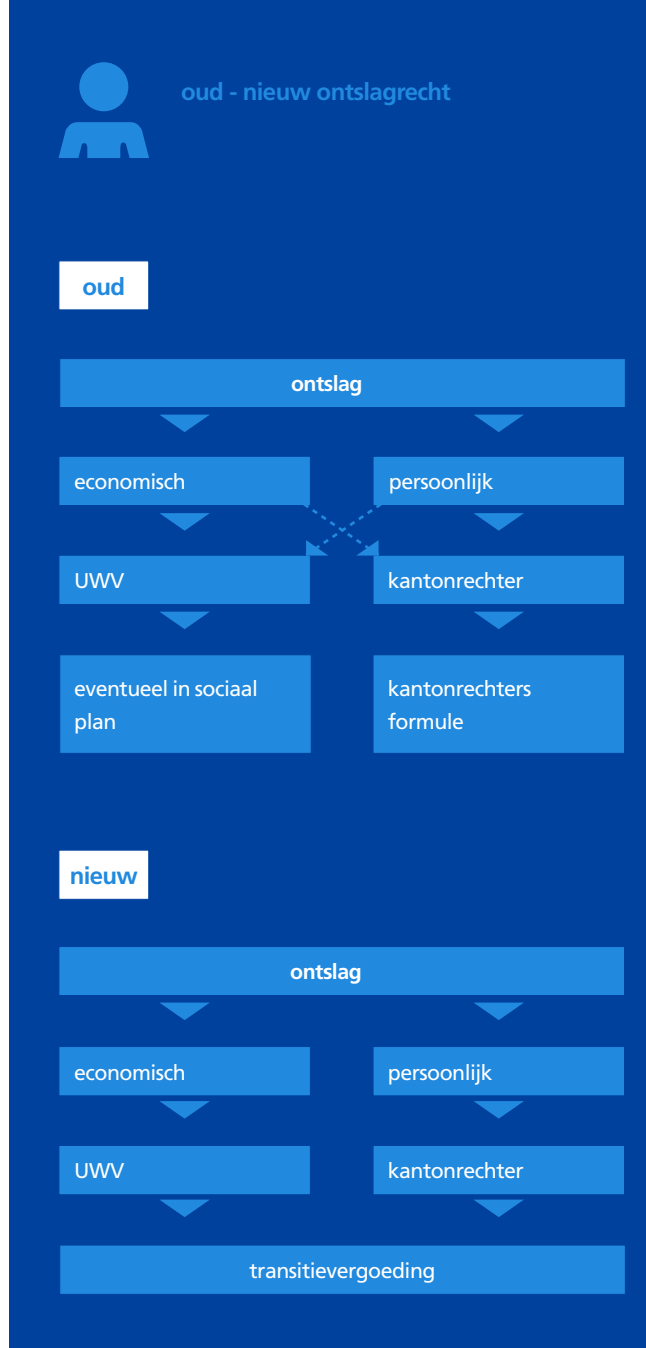 oud - nieuw ontslagrecht
oud
ontslag
economisch
persoonlijk
UWV
kantonrechter
eventueel in sociaal
plan
kantonrechters
formule
nieuw
ontslag
economisch
persoonlijk
UWV
kantonrechter
transitievergoeding